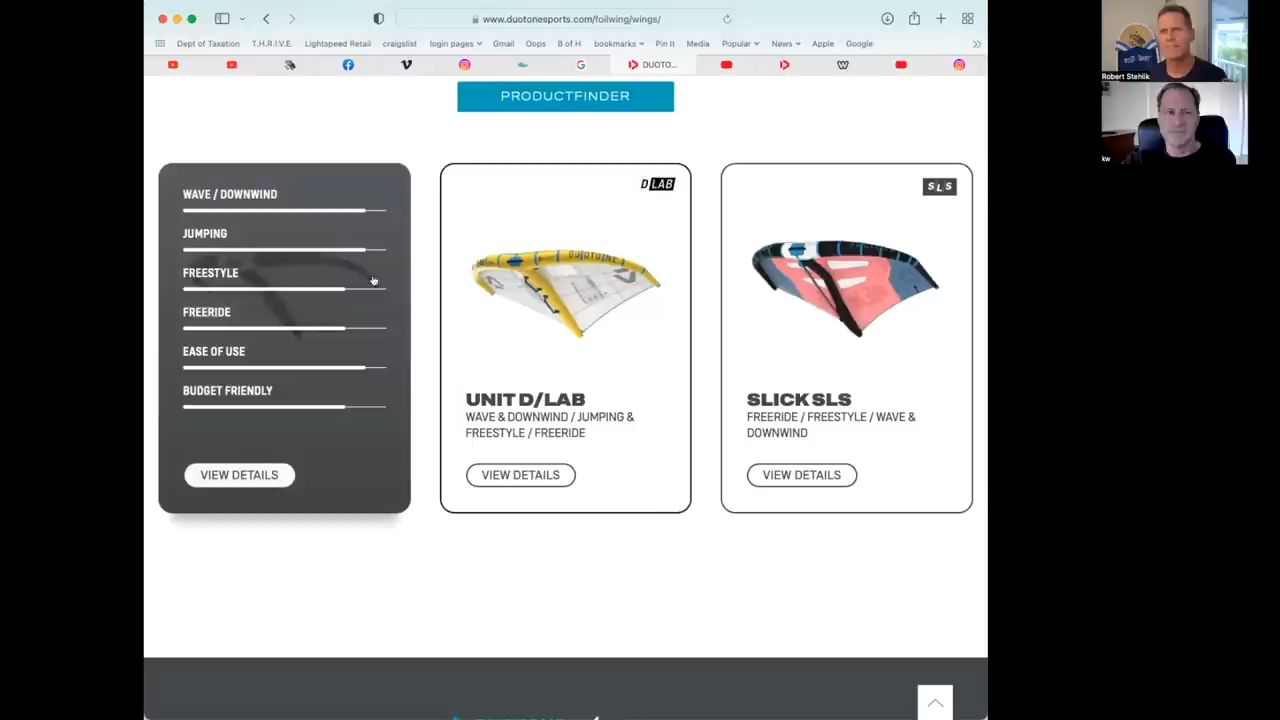 www.duotonesports.com/foilwing/wings/
Dept of Taxation T.H.R.I.V.E. Lightspeed Retail craigslist login pages Gmail Oops B of H bookmarks Pin It Media Popular News Apple Google
DUOTO...
PRODUCTFINDER
WAVE / DOWNWIND
JUMPING
FREESTYLE
FREERIDE
EASE OF USE
BUDGET FRIENDLY
VIEW DETAILS
D LAB
DUOTONE
UNIT D/LAB
WAVE & DOWNWIND / JUMPING &
FREESTYLE / FREERIDE
VIEW DETAILS
SLS
SLICK SLS
FREERIDE / FREESTYLE / WAVE &
DOWNWIND
VIEW DETAILS
Robert Stehlik
kw